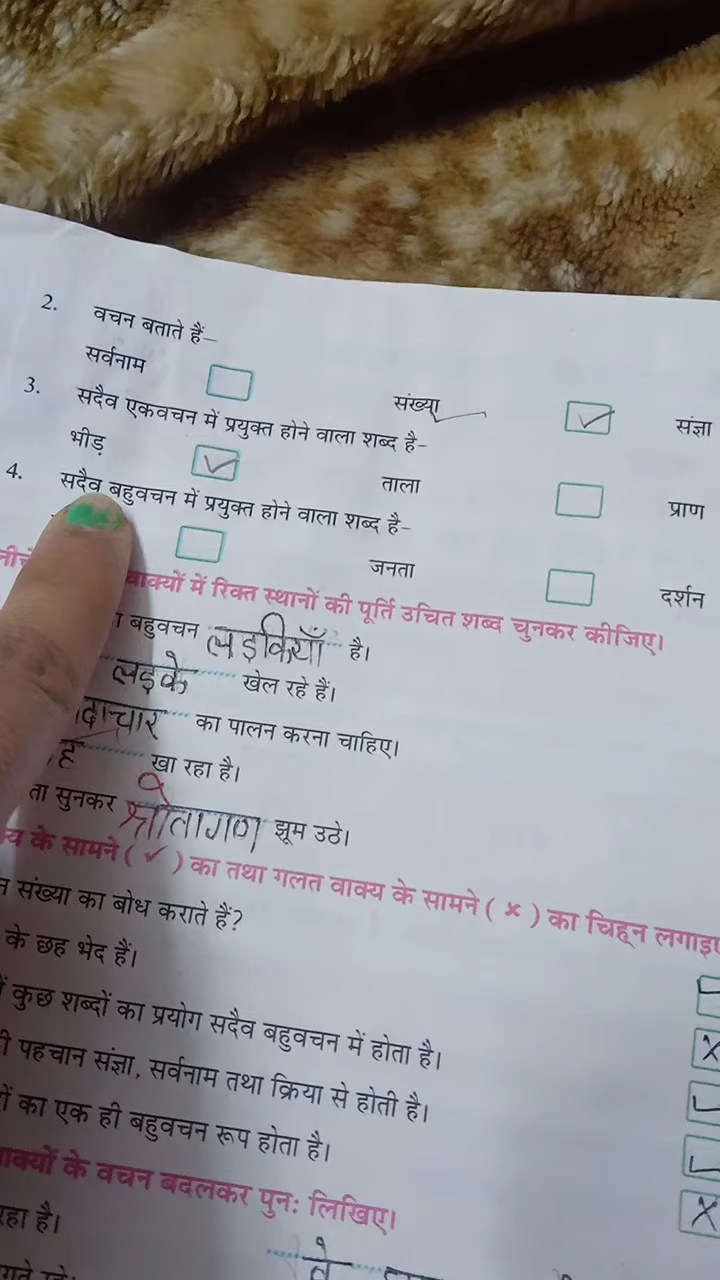 2. वचन बताते हैं–
सर्वनाम संख्या ✓ संज्ञा
3. सदैव एकवचन में प्रयुक्त होने वाला शब्द है–
भीड़ ✓ ताला प्राण
4. सदैव बहुवचन में प्रयुक्त होने वाला शब्द है–
जनता दर्शन
वाक्यों में रिक्त स्थानों की पूर्ति उचित शब्द चुनकर कीजिए।
बहुवचन लड़कियाँ है।
लड़के खेल रहे हैं।
का पालन करना चाहिए।
खा रहा है।
सुनकर श्रोतागण झूम उठे।
के सामने ( ✓ ) का तथा गलत वाक्य के सामने ( × ) का चिह्न लगाइए
संख्या का बोध कराते हैं?
के छह भेद हैं।
कुछ शब्दों का प्रयोग सदैव बहुवचन में होता है। ×
पहचान संज्ञा, सर्वनाम तथा क्रिया से होती है।
का एक ही बहुवचन रूप होता है।
वाक्यों के वचन बदलकर पुनः लिखिए। ×
रहा है।
वे